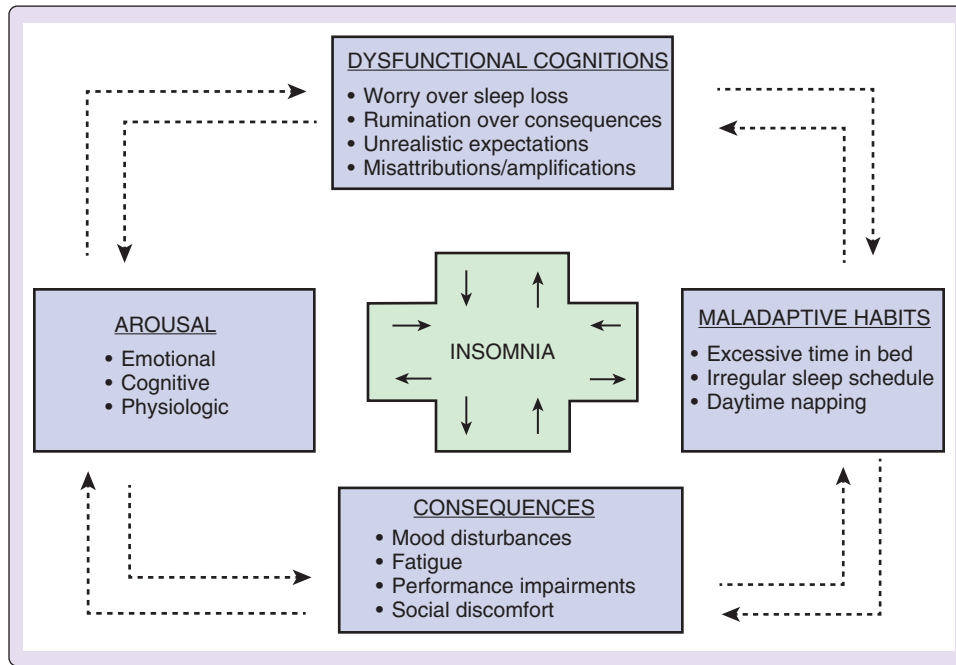 DYSFUNCTIONAL COGNITIONS
• Worry over sleep loss
• Rumination over consequences
• Unrealistic expectations
• Misattributions/amplifications
AROUSAL
• Emotional
• Cognitive
• Physiologic
INSOMNIA
MALADAPTIVE HABITS
• Excessive time in bed
• Irregular sleep schedule
• Daytime napping
CONSEQUENCES
• Mood disturbances
• Fatigue
• Performance impairments
• Social discomfort